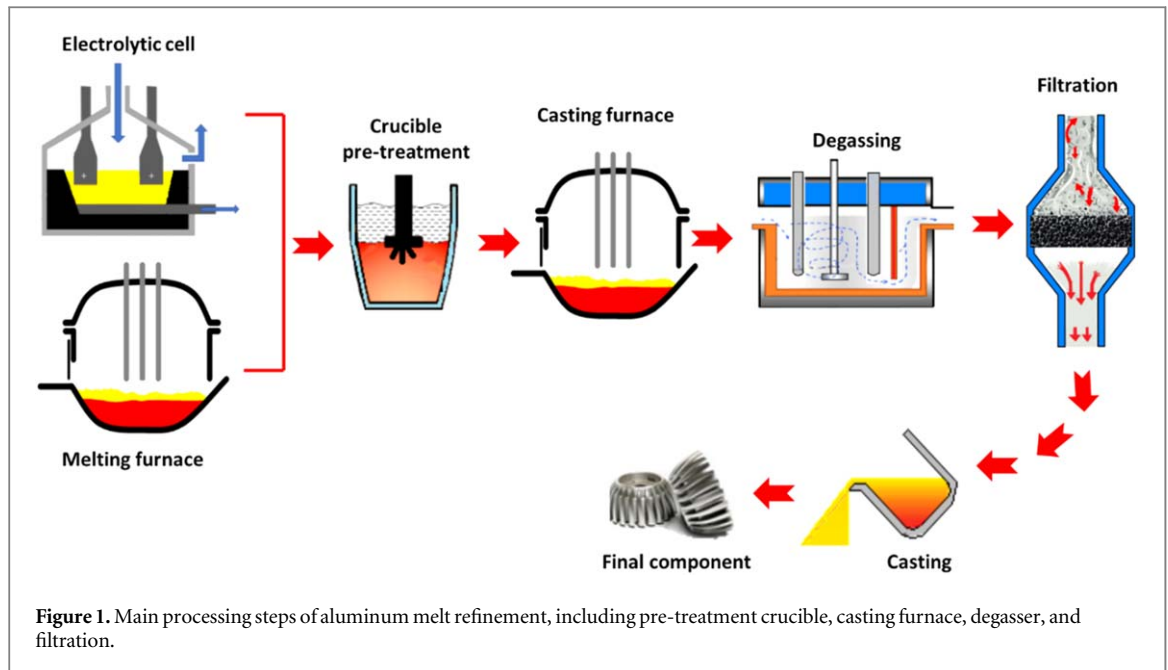 Electrolytic cell
Melting furnace
Crucible
pre-treatment
Casting furnace
Degassing
Filtration
Casting
Final component
Figure 1. Main processing steps of aluminum melt refinement, including pre-treatment crucible, casting furnace, degasser, and
filtration.